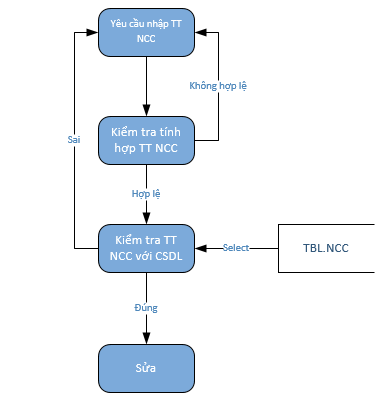 Yêu cầu nhập TT
NCC
Không hợp lệ
Kiểm tra tính
hợp TT NCC
Sai
Hợp lệ
Kiểm tra TT
NCC với CSDL
Select
TBL.NCC
Đúng
Sửa